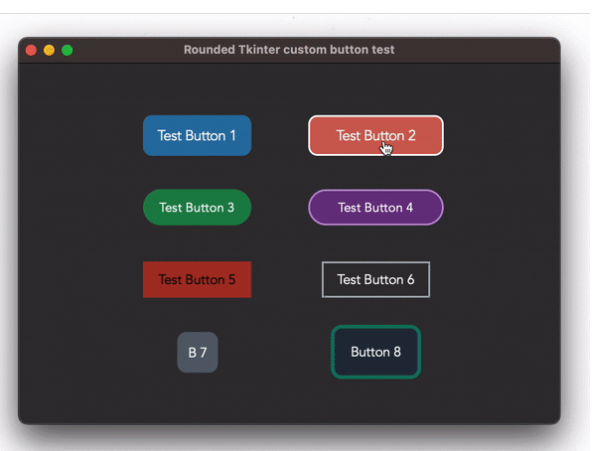 Rounded Tkinter custom button test
Test Button 1
Test Button 2
Test Button 3
Test Button 4
Test Button 5
Test Button 6
B 7
Button 8